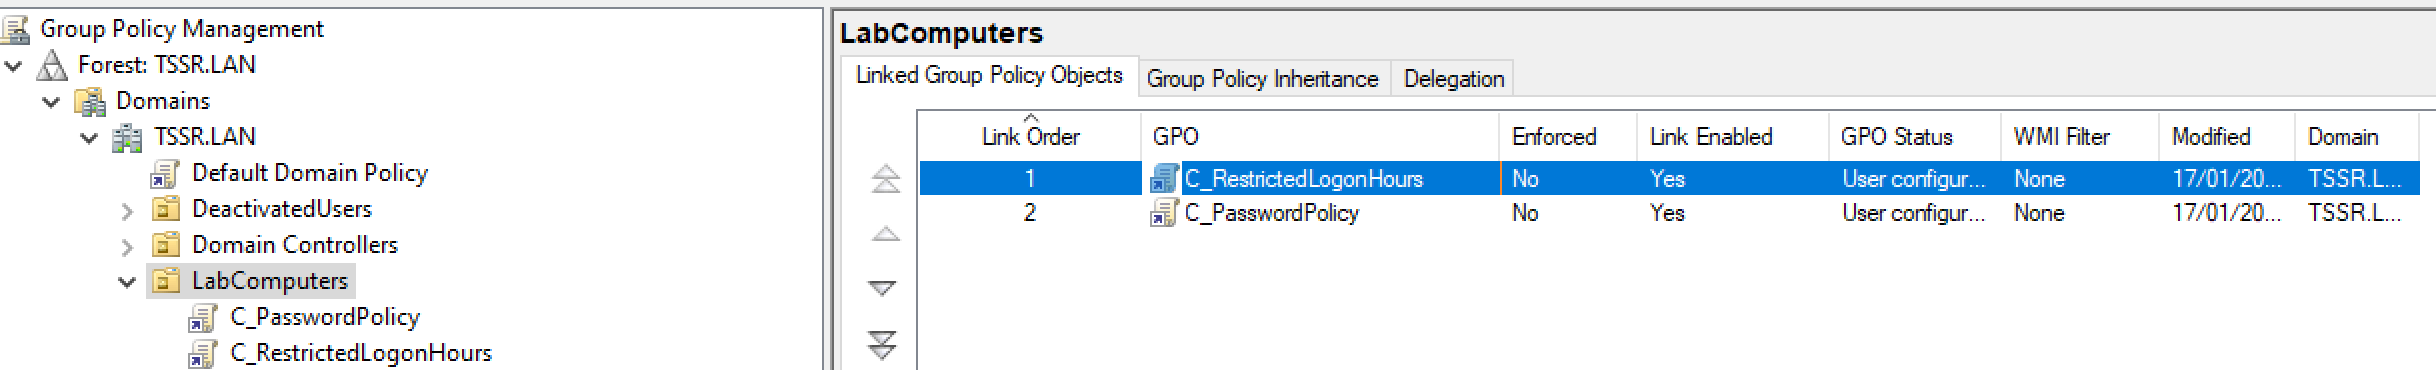 Group Policy Management
Forest: TSSR.LAN
Domains
TSSR.LAN
Default Domain Policy
DeactivatedUsers
Domain Controllers
LabComputers
C_PasswordPolicy
C_RestrictedLogonHours
LabComputers
Linked Group Policy Objects Group Policy Inheritance Delegation
Link Order GPO Enforced Link Enabled GPO Status WMI Filter Modified Domain
1 C_RestrictedLogonHours No Yes User configur... None 17/01/20... TSSR.L...
2 C_PasswordPolicy No Yes User configur... None 17/01/20... TSSR.L...